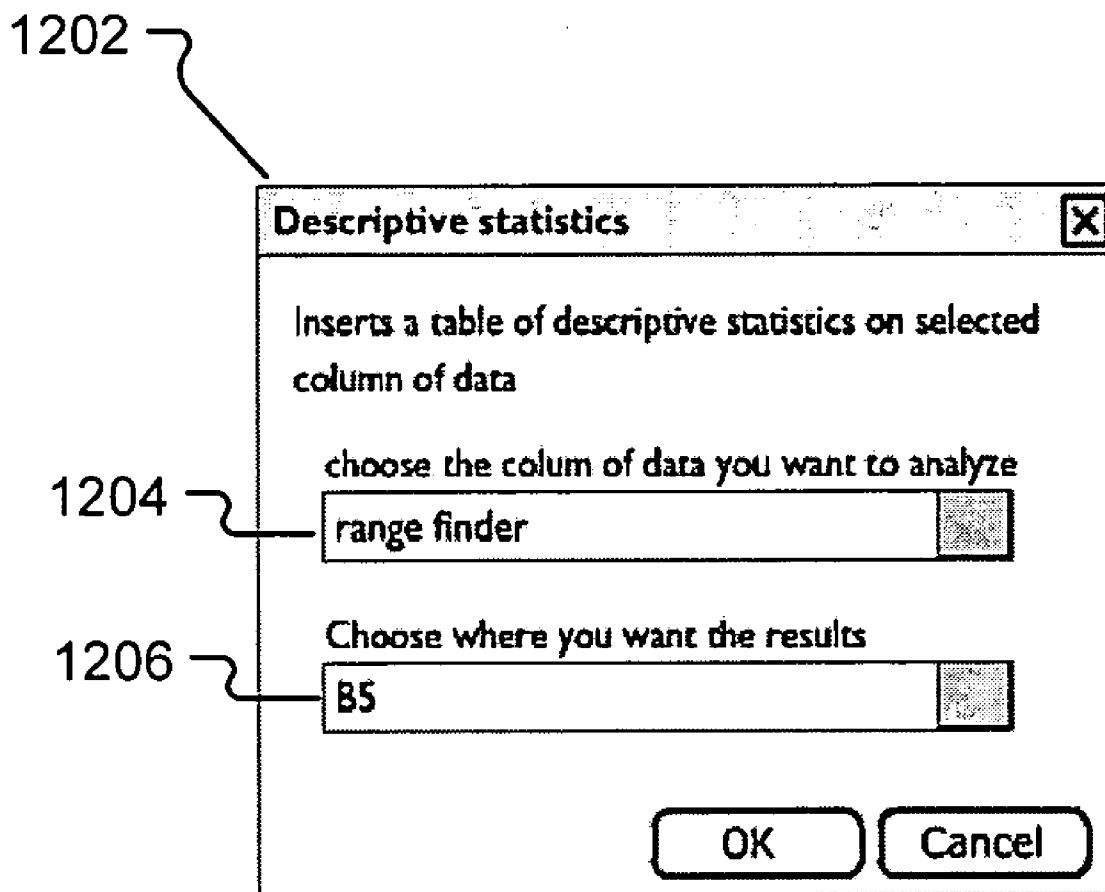 1202
Descriptive statistics
Inserts a table of descriptive statistics on selected
column of data
choose the colum of data you want to analyze
1204
range finder
Choose where you want the results
1206
B5
OK Cancel